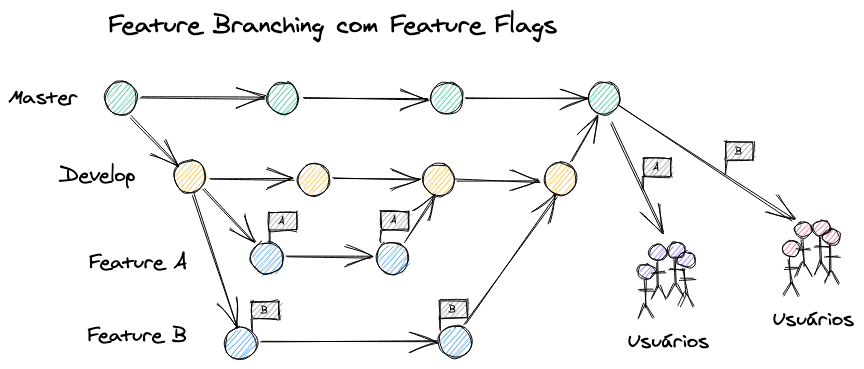 Feature Branching com Feature Flags
Master
Develop
A
B
A
A
Feature A
B
B
Feature B
Usuários
Usuários